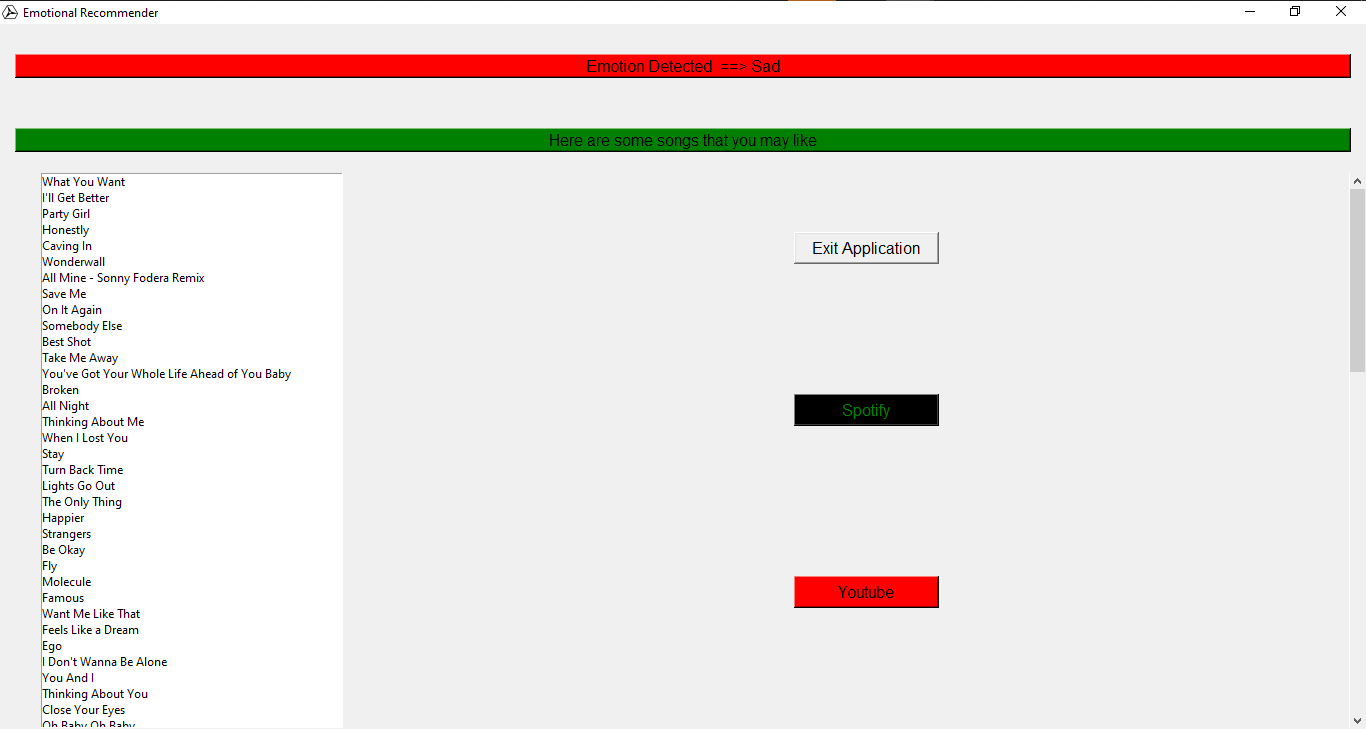 Emotional Recommender
Emotion Detected ==> Sad
Here are some songs that you may like
What You Want
I'll Get Better
Party Girl
Honestly
Caving In
Wonderwall
All Mine - Sonny Fodera Remix
Save Me
On It Again
Somebody Else
Best Shot
Take Me Away
You've Got Your Whole Life Ahead of You Baby
Broken
All Night
Thinking About Me
When I Lost You
Stay
Turn Back Time
Lights Go Out
The Only Thing
Happier
Strangers
Be Okay
Fly
Molecule
Famous
Want Me Like That
Feels Like a Dream
Ego
I Don't Wanna Be Alone
You And I
Thinking About You
Close Your Eyes
Oh Baby Oh Baby
Exit Application
Spotify
Youtube